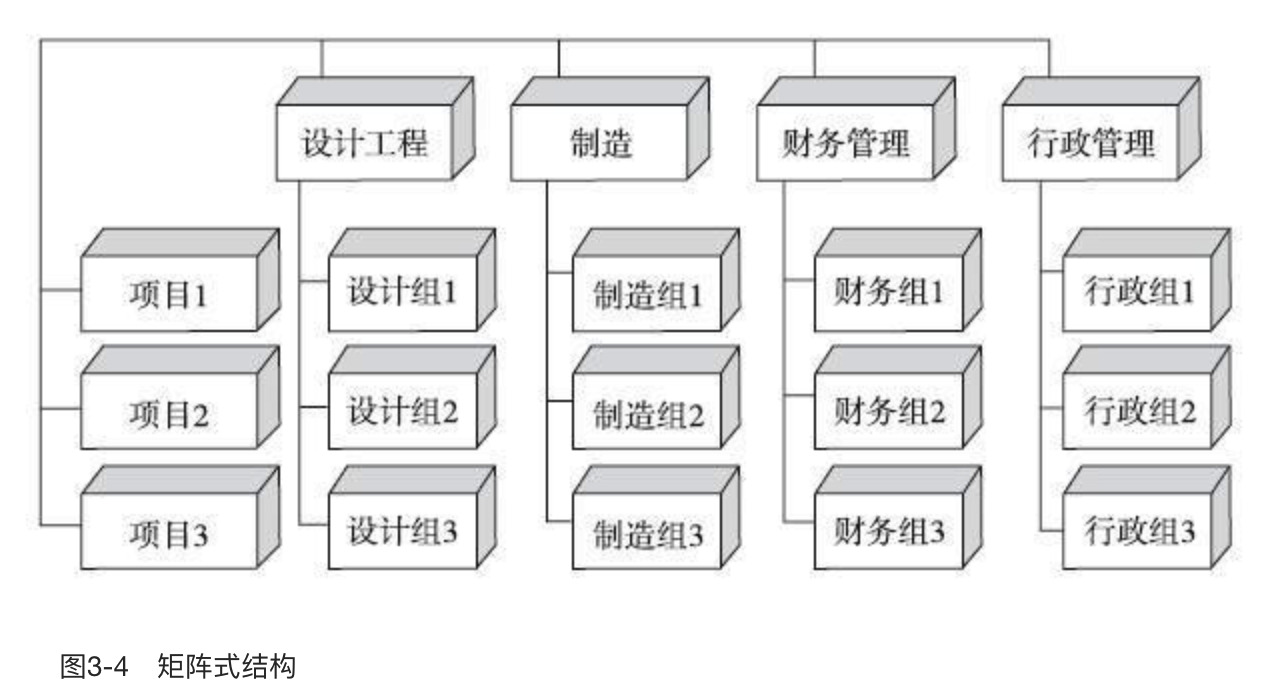 设计工程
制造
财务管理
行政管理
项目1
设计组1
制造组1
财务组1
行政组1
项目2
设计组2
制造组2
财务组2
行政组2
项目3
设计组3
制造组3
财务组3
行政组3
图3-4 矩阵式结构